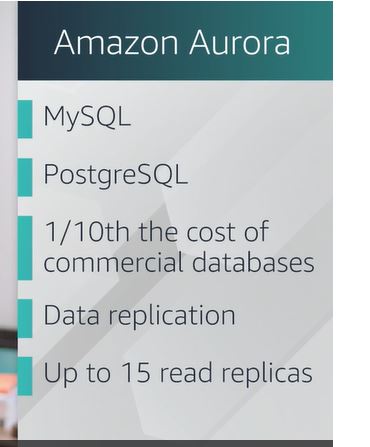 Amazon Aurora
MySQL
PostgreSQL
1/10th the cost of
commercial databases
Data replication
Up to 15 read replicas